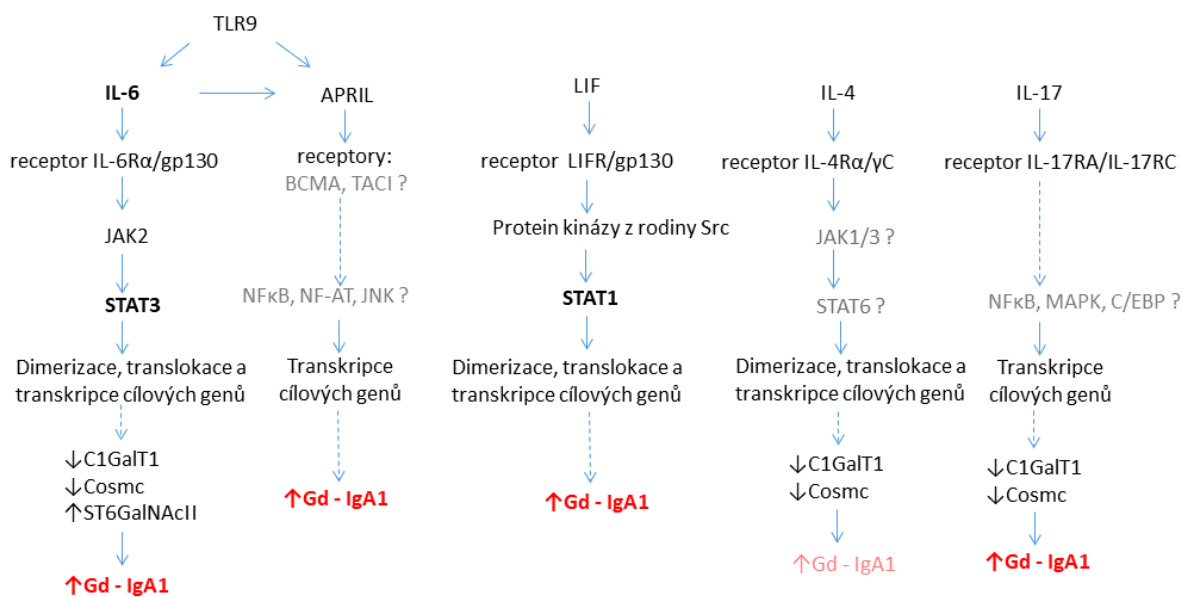 TLR9
IL-6
APRIL
LIF
IL-4
IL-17
receptor IL-6Rα/gp130
receptory:
BCMA, TACI ?
receptor LIFR/gp130
receptor IL-4Rα/γC
receptor IL-17RA/IL-17RC
JAK2
Protein kinázy z rodiny Src
JAK1/3 ?
STAT3
NFκB, NF-AT, JNK ?
STAT1
STAT6 ?
NFκB, MAPK, C/EBP ?
Dimerizace, translokace a
transkripce cílových genů
Transkripce
cílových genů
Dimerizace, translokace a
transkripce cílových genů
Dimerizace, translokace a
transkripce cílových genů
Transkripce
cílových genů
↓C1GalT1
↓Cosmc
↑ST6GalNAcII
↑Gd - IgA1
↑Gd - IgA1
↑Gd - IgA1
↓C1GalT1
↓Cosmc
↑Gd - IgA1
↓C1GalT1
↓Cosmc
↑Gd - IgA1